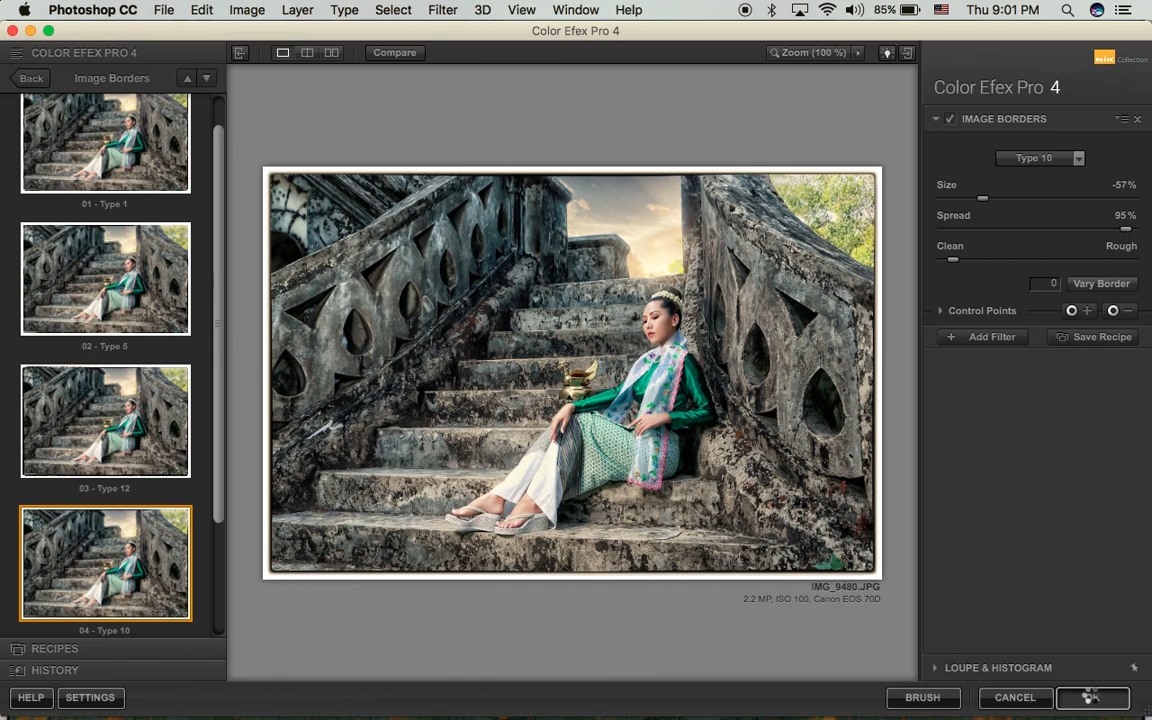 Photoshop CC File Edit Image Layer Type Select Filter 3D View Window Help 85% Thu 9:01 PM
Color Efex Pro 4
COLOR EFEX PRO 4
Compare
Zoom (100 %)
Back
Image Borders
01 - Type 1
02 - Type 5
03 - Type 12
04 - Type 10
RECIPES
HISTORY
HELP
SETTINGS
IMG_9480.JPG
2.2 MP, ISO 100, Canon EOS 70D
Nik Collection
Color Efex Pro 4
IMAGE BORDERS
Type 10
Size -57%
Spread 95%
Clean Rough
0 Vary Border
Control Points
Add Filter
Save Recipe
LOUPE & HISTOGRAM
BRUSH
CANCEL